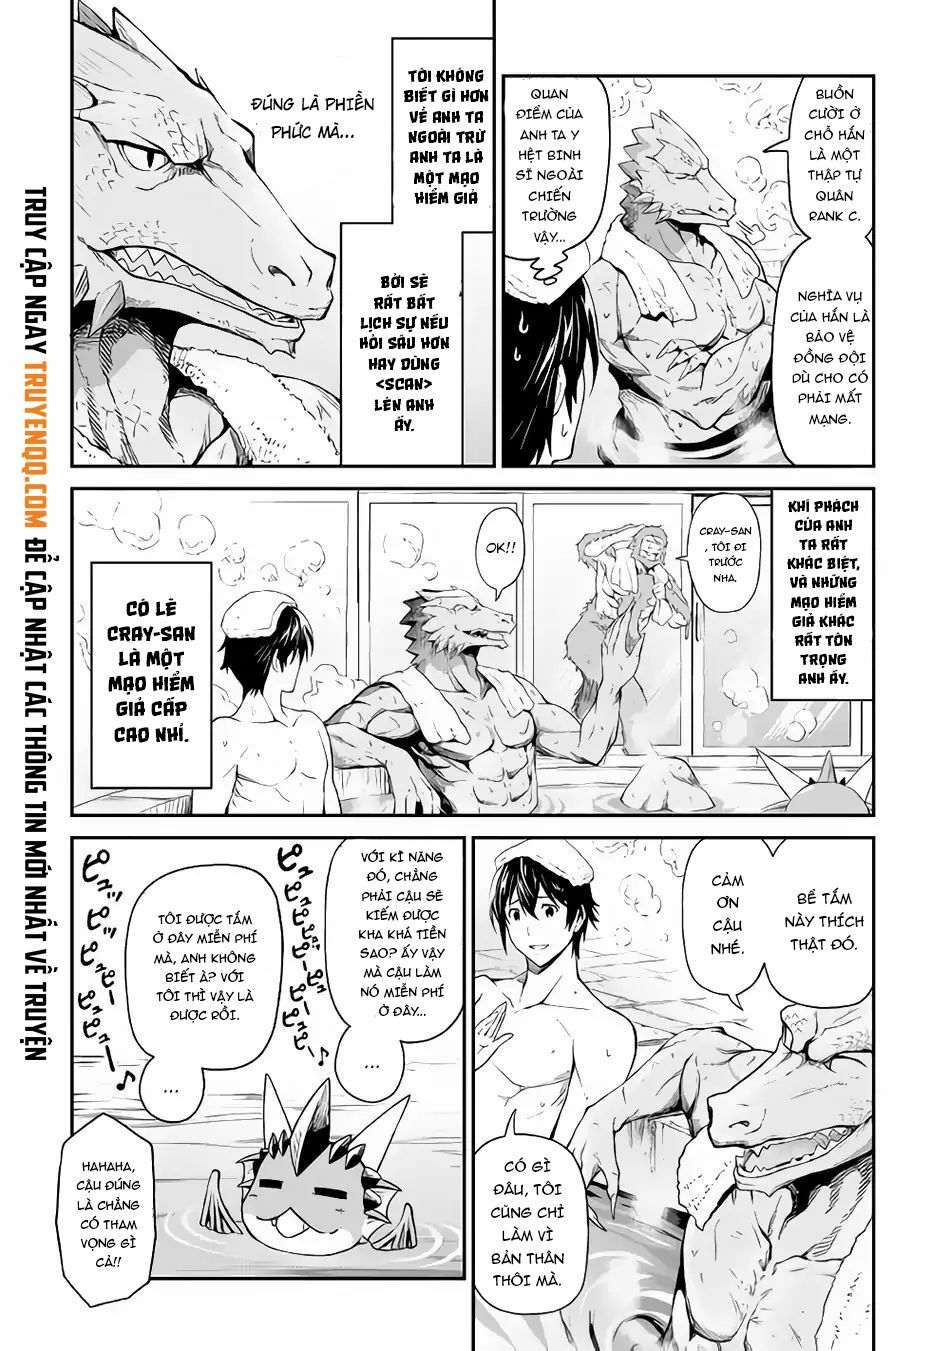 BUỒN
CƯỜI Ở
CHỖ HẮN
LÀ MỘT
THẬP TỰ
QUÂN
RANK C.
NGHĨA VỤ
CỦA HẮN LÀ
BẢO VỆ
ĐỒNG ĐỘI
DÙ CHO CÓ
PHẢI MẤT
MẠNG.
QUAN
ĐIỂM CỦA
ANH TA Y
HỆT BINH
SĨ NGOÀI
CHIẾN
TRƯỜNG
VẬY...
TÔI KHÔNG
BIẾT GÌ HƠN
VỀ ANH TA
NGOÀI TRỪ
ANH TA LÀ
MỘT MẠO
HIỂM GIẢ
ĐÚNG LÀ PHIỀN
PHỨC MÀ...
BỞI SẼ
RẤT BẤT
LỊCH SỰ NẾU
HỎI SÂU HƠN
HAY DÙNG
<SCAN>
LÊN ANH
ẤY.
KHÍ PHÁCH
CỦA ANH
TA RẤT
KHÁC BIỆT,
VÀ NHỮNG
MẠO HIỂM
GIẢ KHÁC
RẤT TÔN
TRỌNG
ANH ẤY.
CRAY-SAN
, TÔI ĐI
TRƯỚC
NHA.
OK!!
CÓ LẼ
CRAY-SAN
LÀ MỘT
MẠO HIỂM
GIẢ CẤP
CAO NHỈ.
BỂ TẮM
NÀY THÍCH
THẬT ĐÓ.
CẢM
ƠN
CẬU
NHÉ.
CÓ GÌ
ĐÂU, TÔI
CŨNG CHỈ
LÀM VÌ
BẢN THÂN
THÔI MÀ.
VỚI KĨ NĂNG
ĐÓ, CHẲNG
PHẢI CẬU SẼ
KIẾM ĐƯỢC
KHA KHÁ TIỀN
SAO? ẤY VẬY
MÀ CẬU LÀM
NÓ MIỄN PHÍ
Ở ĐÂY...
...
TÔI ĐƯỢC TẮM
Ở ĐÂY MIỄN PHÍ
MÀ, ANH KHÔNG
BIẾT À? VỚI
TÔI THÌ VẬY LÀ
ĐƯỢC RỒI.
...
HAHAHA,
CẬU ĐÚNG
LÀ CHẲNG
CÓ THAM
VỌNG GÌ
CẢ!!
TRUY CẬP NGAY TRUYENQQ.COM ĐỂ CẬP NHẬT CÁC THÔNG TIN MỚI NHẤT VỀ TRUYỆN